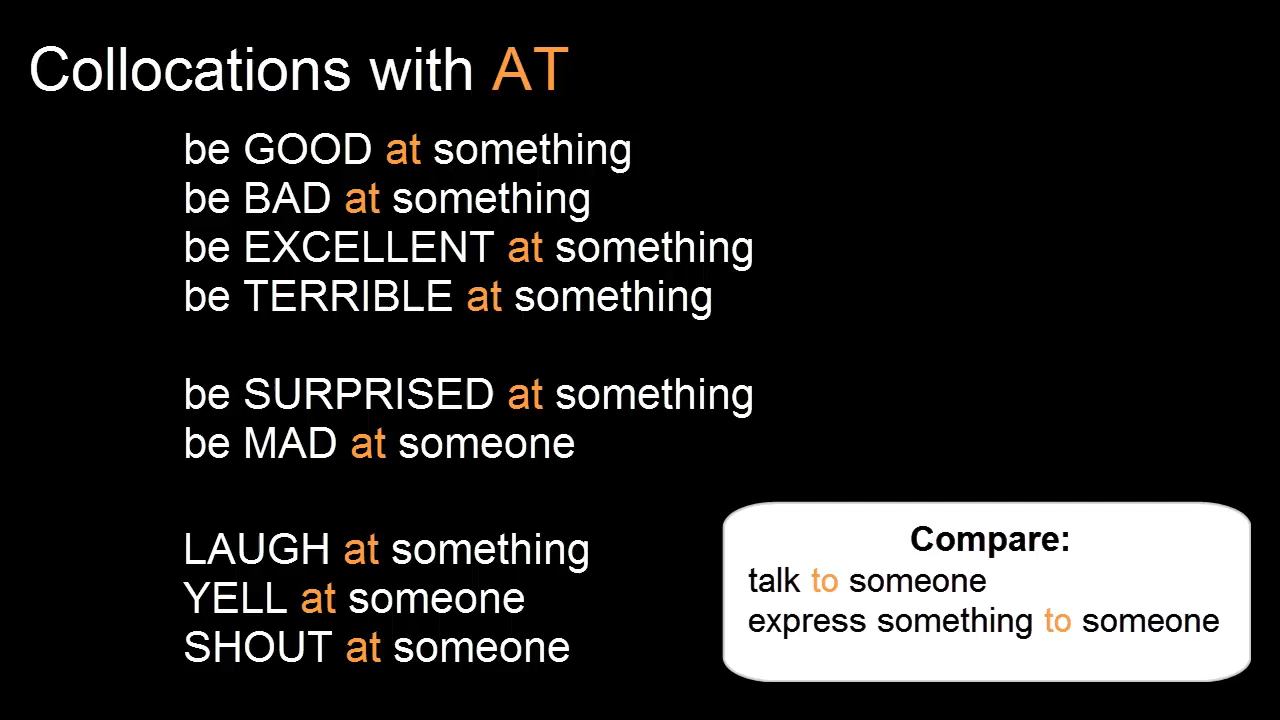 Collocations with AT
be GOOD at something
be BAD at something
be EXCELLENT at something
be TERRIBLE at something
be SURPRISED at something
be MAD at someone
LAUGH at something
YELL at someone
SHOUT at someone
Compare:
talk to someone
express something to someone